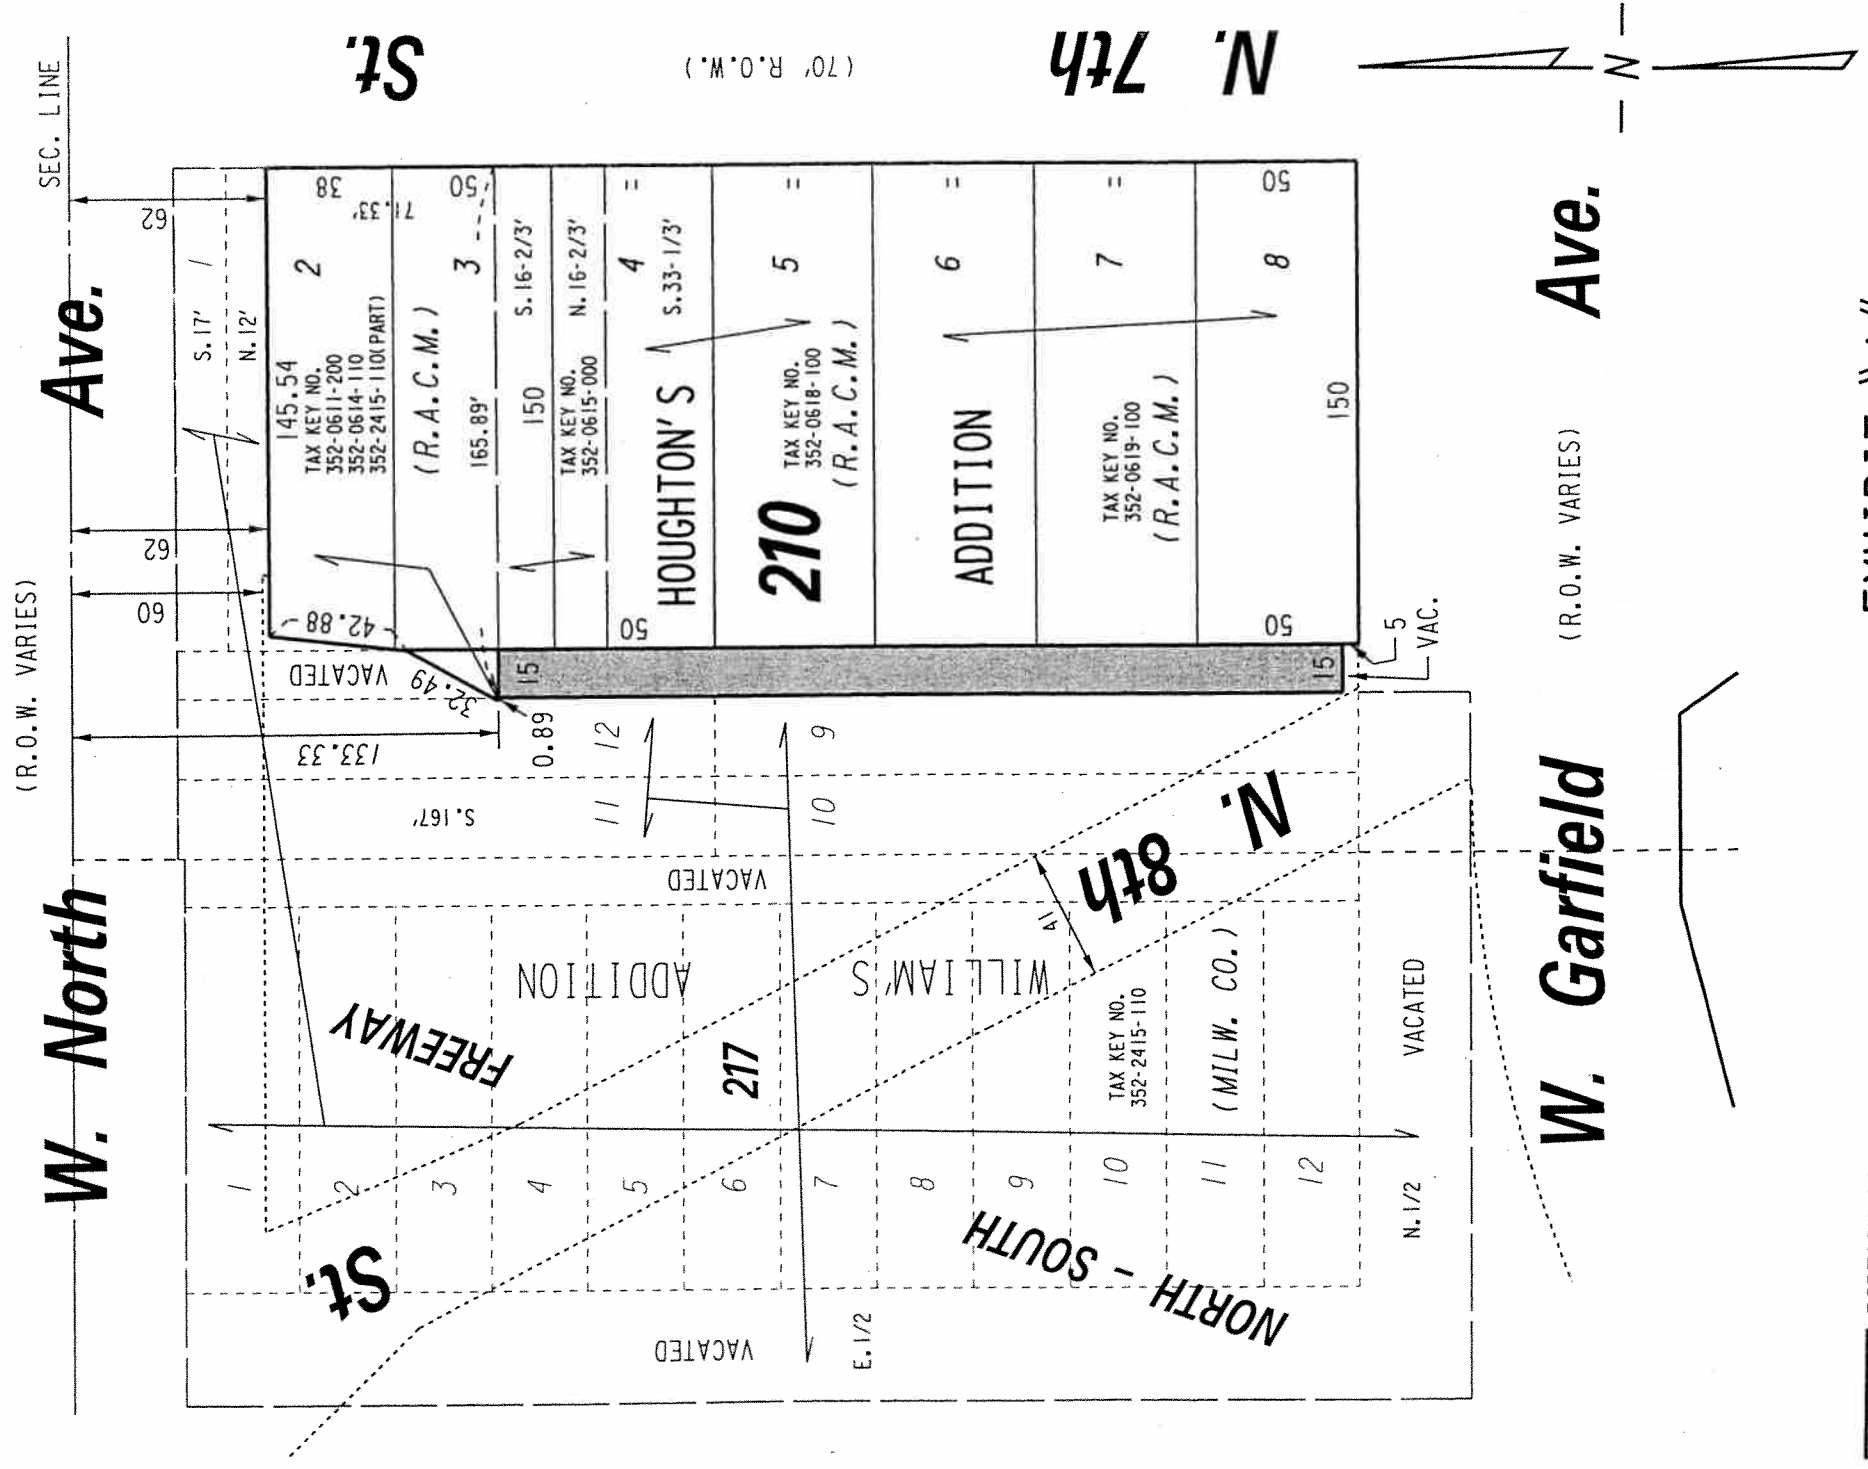 W. North Ave.
(R.O.W. VARIES)
SEC. LINE
62
62
60
S.17'
1
N.12'
145.54
2
38
TAX KEY NO.
352-0611-200
352-0614-110
352-2415-110(PART)
71.33'
42.88
VACATED
(R.A.C.M.)
50
165.89'
3
32.49
133.33
0.89
S.16-2/3'
150
15
N.16-2/3'
TAX KEY NO.
352-0615-000
4
"
S.33-1/3'
50
HOUGHTON'S
210
5
"
TAX KEY NO.
352-0618-100
(R.A.C.M.)
6
"
ADDITION
7
"
TAX KEY NO.
352-0619-100
(R.A.C.M.)
8
50
50
150
15
5
VAC.
N. 7th St.
(70' R.O.W.)
N
S.167'
11 12
10 9
VACATED
N. 8th St.
41
WILLIAM'S
ADDITION
217
NORTH - SOUTH
FREEWAY
1
2
3
4
5
6
7
8
9
10
11
12
TAX KEY NO.
352-2415-110
(MILW. CO.)
VACATED
N.1/2
VACATED
E.1/2
W. Garfield Ave.
(R.O.W. VARIES)